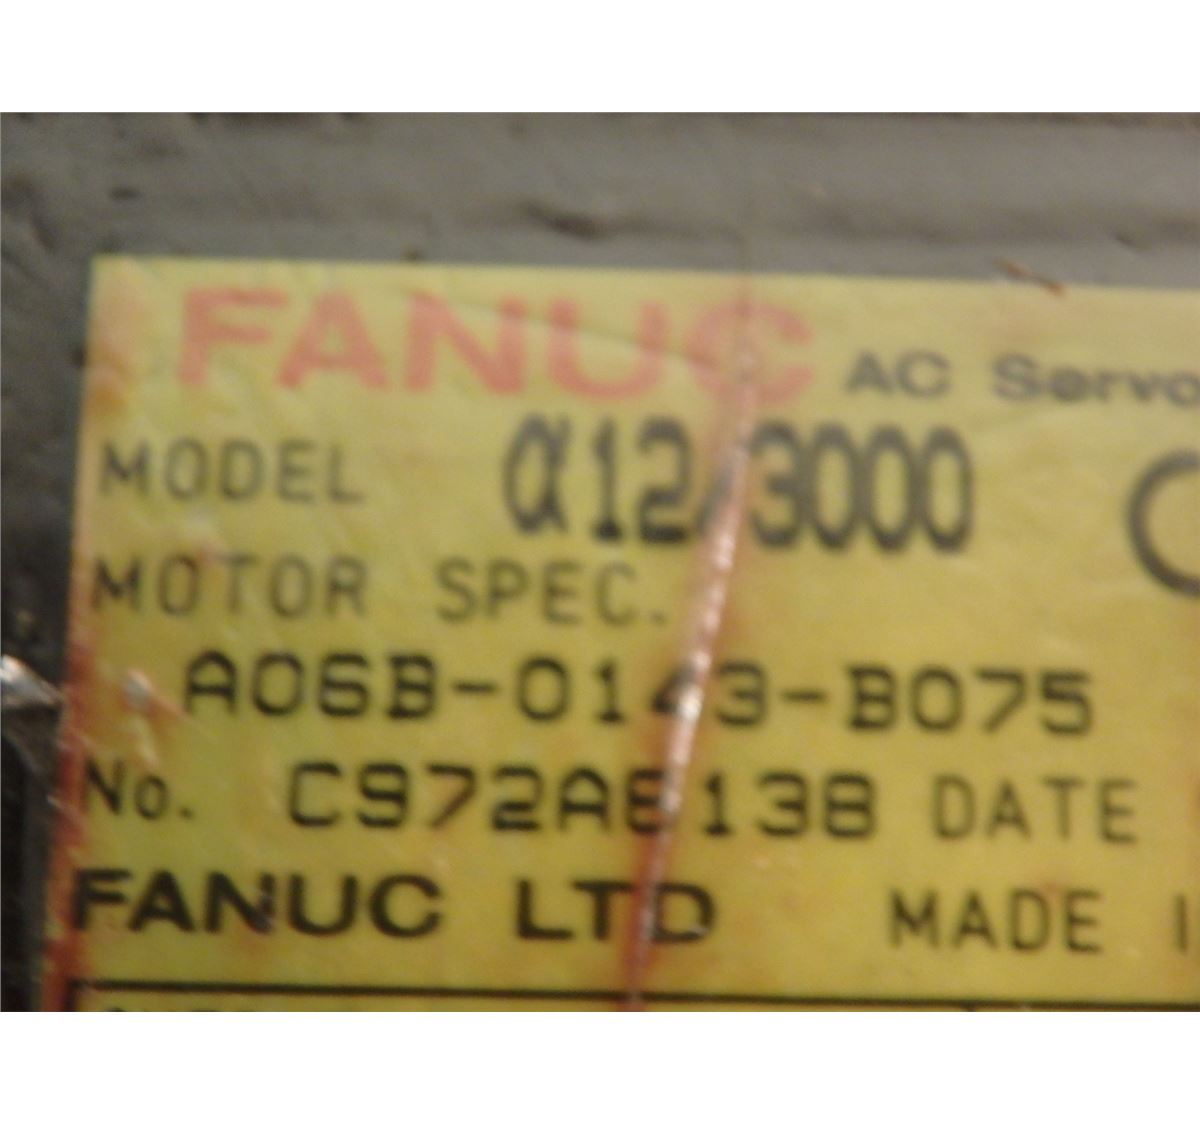 FANUC AC Servo
MODEL α12/3000
MOTOR SPEC.
A06B-0143-B075
No. C972A6138 DATE
FANUC LTD MADE I